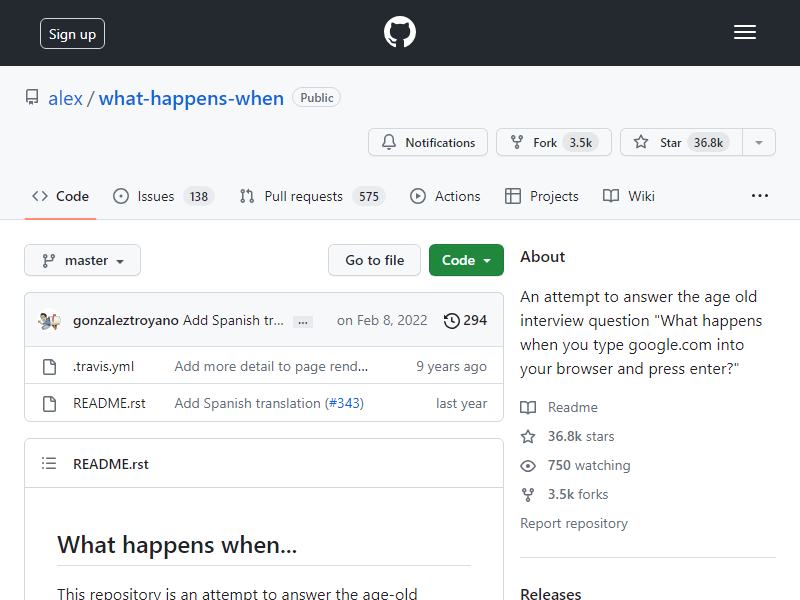 Sign up
alex / what-happens-when Public
Notifications Fork 3.5k Star 36.8k
Code Issues 138 Pull requests 575 Actions Projects Wiki ...
master Go to file Code
gonzaleztroyano Add Spanish tr... ... on Feb 8, 2022 294
.travis.yml Add more detail to page rend... 9 years ago
README.rst Add Spanish translation (#343) last year
README.rst
What happens when...
This repository is an attempt to answer the age-old
About
An attempt to answer the age old
interview question "What happens
when you type google.com into
your browser and press enter?"
Readme
36.8k stars
750 watching
3.5k forks
Report repository
Releases